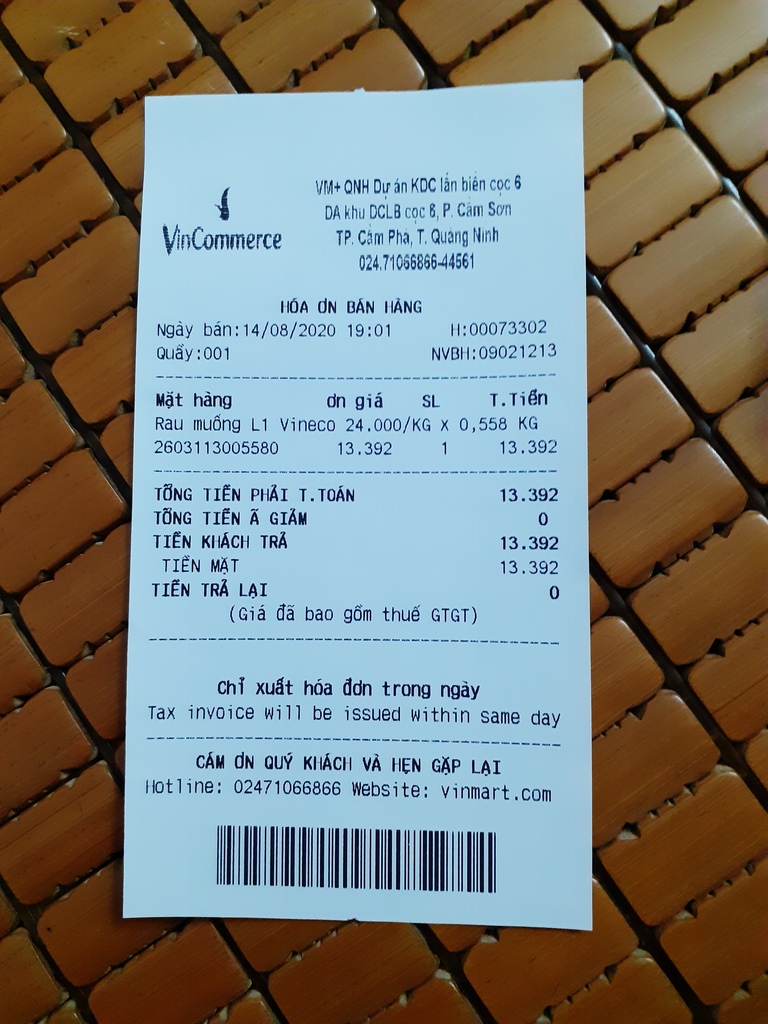 VinCommerce
VM+ QNH Dự án KDC lấn biên cọc 6
DA khu DCLB cọc 6, P. Cẩm Sơn
TP. Cẩm Phả, T. Quảng Ninh
024.71066866-44561
HÓA ƠN BÁN HÀNG
Ngày bán:14/08/2020 19:01 H:00073302
Quầy:001 NVBH:09021213
Mặt hàng ơn giá SL T.Tiền
Rau muống L1 Vineco 24.000/KG x 0,558 KG
2603113005580 13.392 1 13.392
TỔNG TIỀN PHẢI T.TOÁN 13.392
TỔNG TIỀN Ã GIẢM 0
TIỀN KHÁCH TRẢ 13.392
TIỀN MẶT 13.392
TIỀN TRẢ LẠI 0
(Giá đã bao gồm thuế GTGT)
Chỉ xuất hóa đơn trong ngày
Tax invoice will be issued within same day
CÁM ƠN QUÝ KHÁCH VÀ HẸN GẶP LẠI
Hotline: 02471066866 Website: vinmart.com